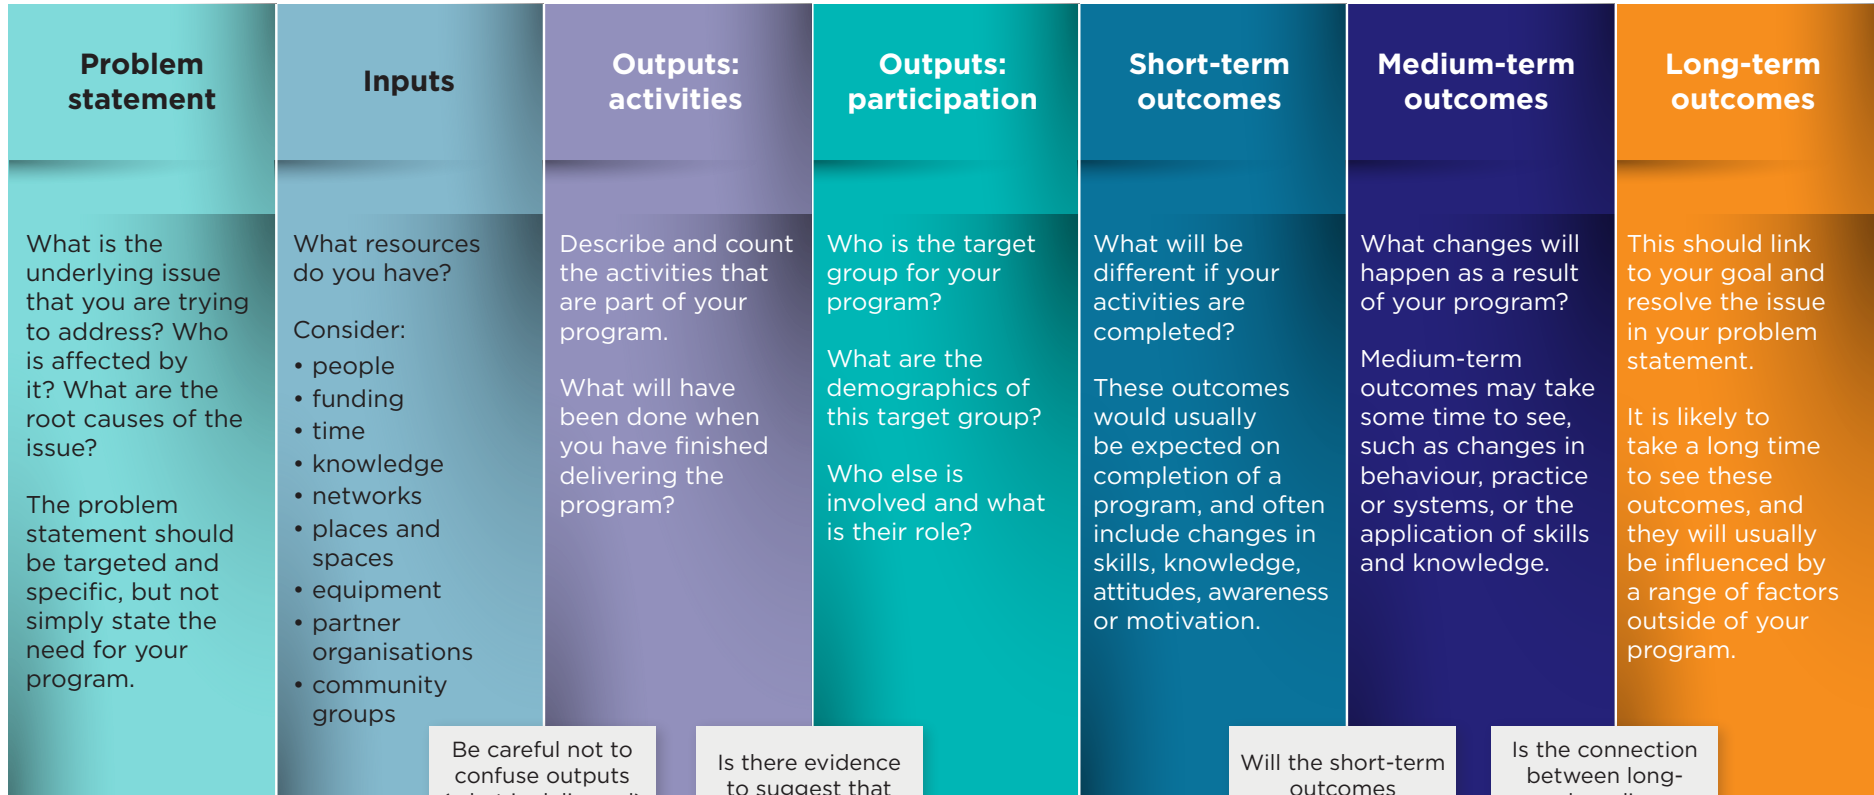 Problem
statement
What is the
underlying issue
that you are trying
to address? Who
is affected by
it? What are the
root causes of the
issue?
The problem
statement should
be targeted and
specific, but not
simply state the
need for your
program.
Inputs
What resources
do you have?
Consider:
• people
• funding
• time
• knowledge
• networks
• places and
spaces
• equipment
• partner
organisations
• community
groups
Outputs:
activities
Describe and count
the activities that
are part of your
program.
What will have
been done when
you have finished
delivering the
program?
Outputs:
participation
Who is the target
group for your
program?
What are the
demographics of
this target group?
Who else is
involved and what
is their role?
Short-term
outcomes
What will be
different if your
activities are
completed?
These outcomes
would usually
be expected on
completion of a
program, and often
include changes in
skills, knowledge,
attitudes, awareness
or motivation.
Medium-term
outcomes
What changes will
happen as a result
of your program?
Medium-term
outcomes may take
some time to see,
such as changes in
behaviour, practice
or systems, or the
application of skills
and knowledge.
Long-term
outcomes
This should link
to your goal and
resolve the issue
in your problem
statement.
It is likely to
take a long time
to see these
outcomes, and
they will usually
be influenced by
a range of factors
outside of your
program.
Be careful not to
confuse outputs
Is there evidence
to suggest that
Will the short-term
outcomes
Is the connection
between long-